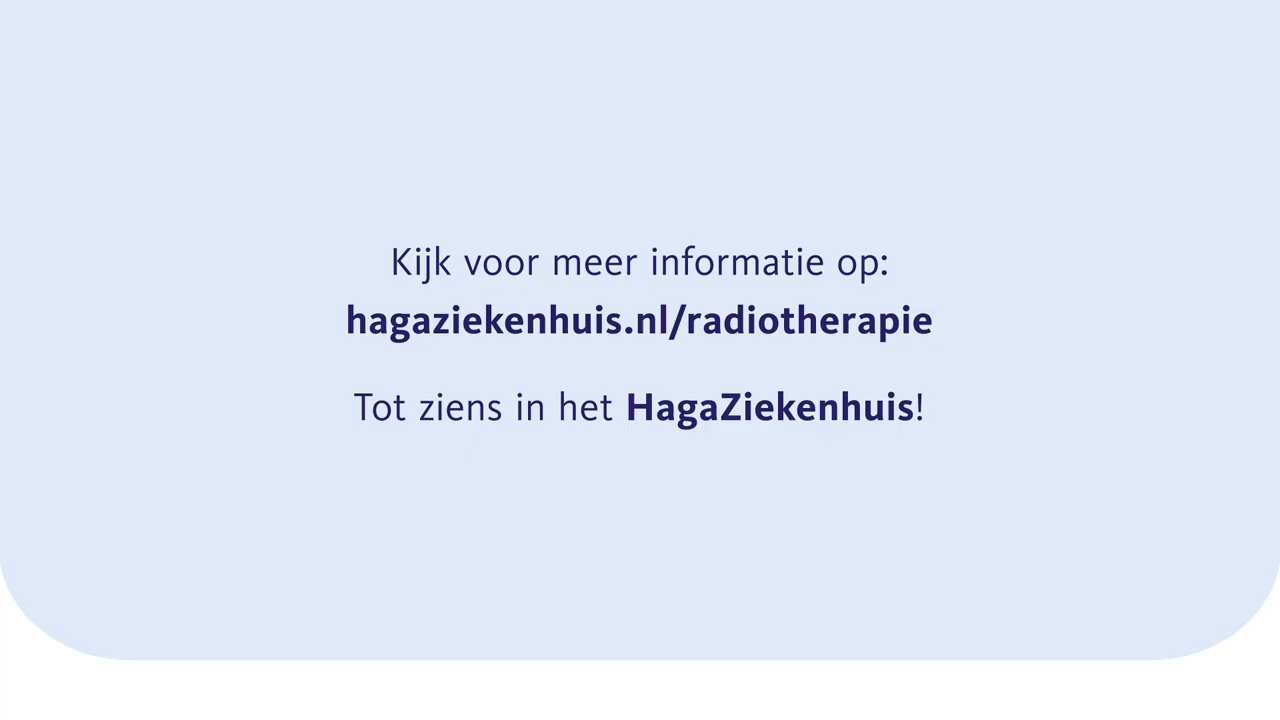 Kijk voor meer informatie op:
hagaziekenhuis.nl/radiotherapie
Tot ziens in het HagaZiekenhuis!